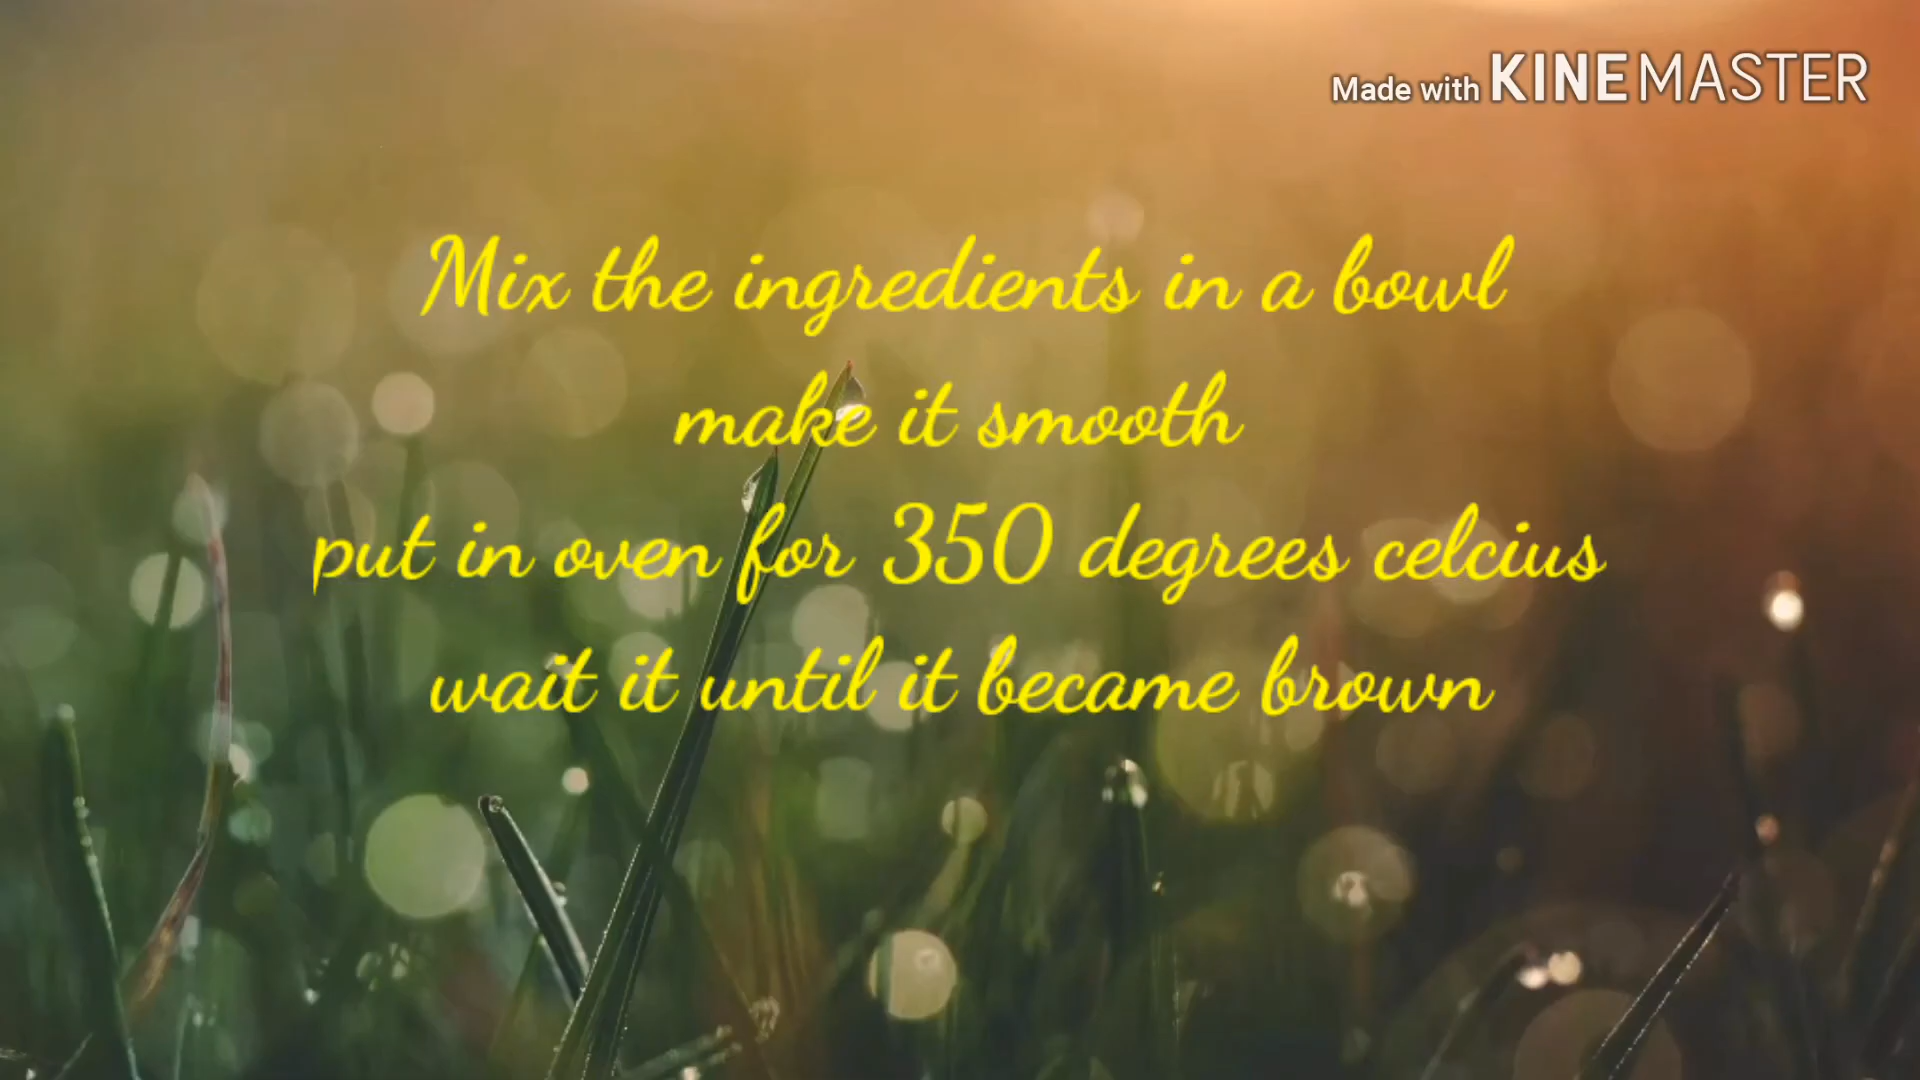 Made with KINEMASTER
Mix the ingredients in a bowl
make it smooth
put in oven for 350 degrees celcius
wait it until it became brown